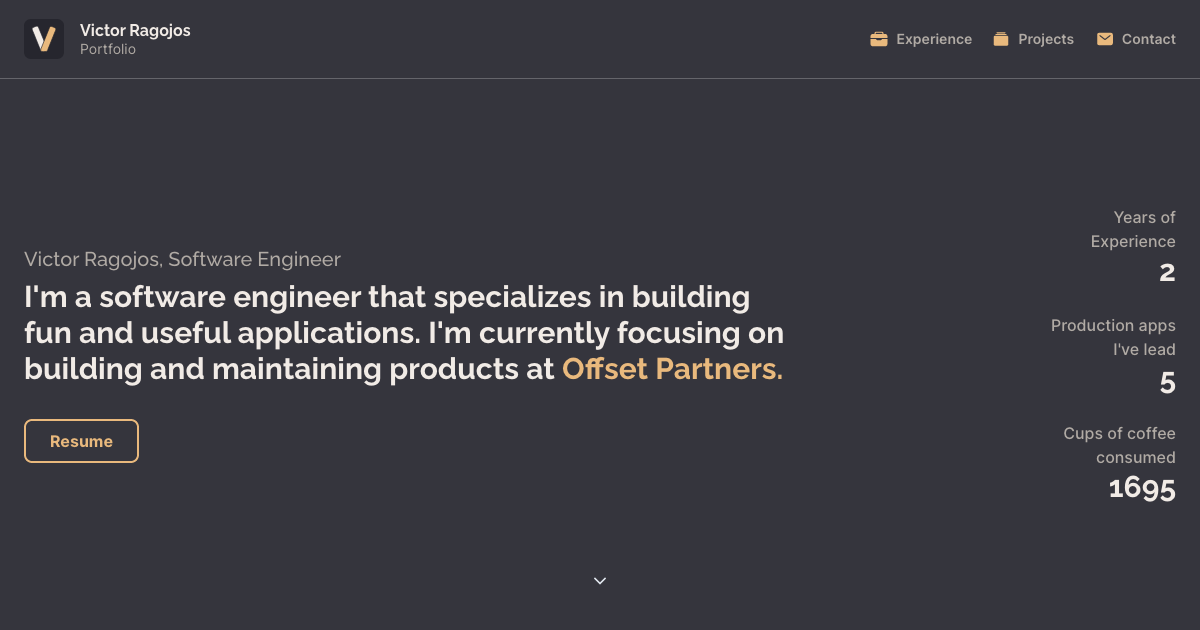 Victor Ragojos
Portfolio
Experience
Projects
Contact
Victor Ragojos, Software Engineer
I'm a software engineer that specializes in building
fun and useful applications. I'm currently focusing on
building and maintaining products at Offset Partners.
Resume
Years of
Experience
2
Production apps
I've lead
5
Cups of coffee
consumed
1695